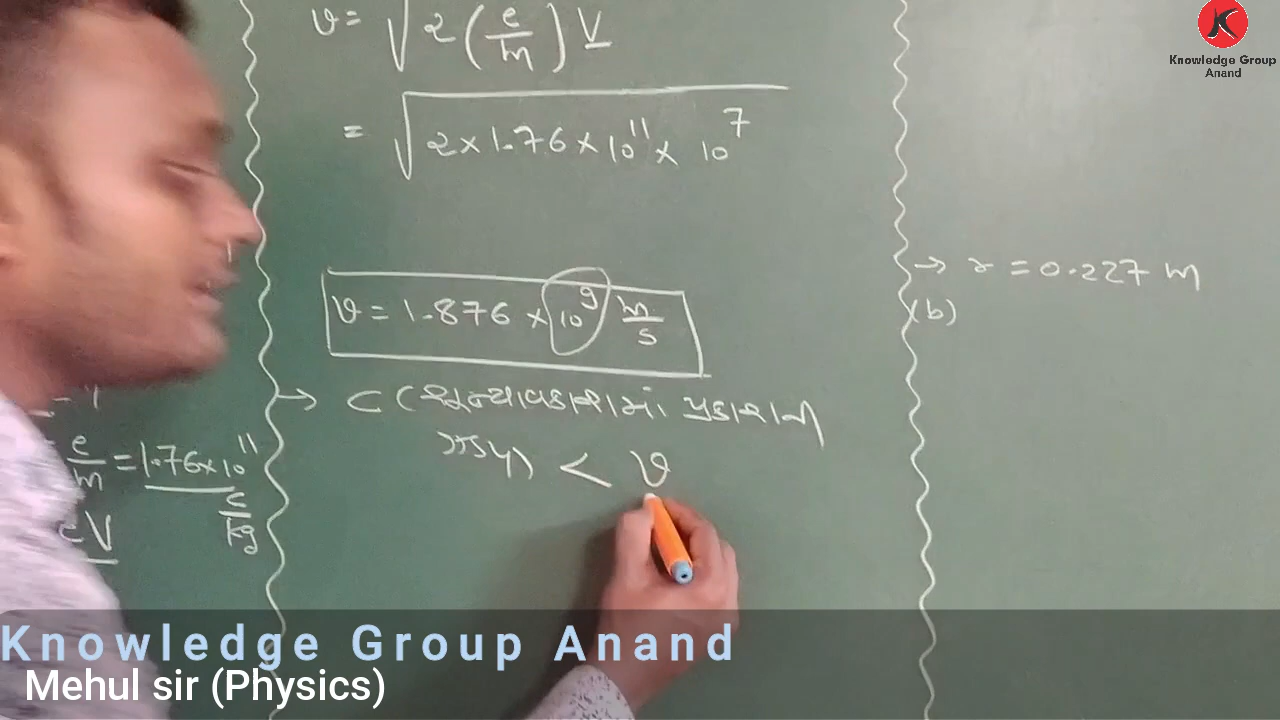 v = √2(e/m) V
= √2 × 1.76 × 10¹¹ × 10⁷
v = 1.876 × 10⁹ m/s
→ C (શૂન્યાવકાશમાં પ્રકાશની
ઝડપ) < v
e/m = 1.76 × 10¹¹
C/kg
eV
→ r = 0.227 m
(b)
K
Knowledge Group
Anand
Knowledge Group Anand
Mehul sir (Physics)